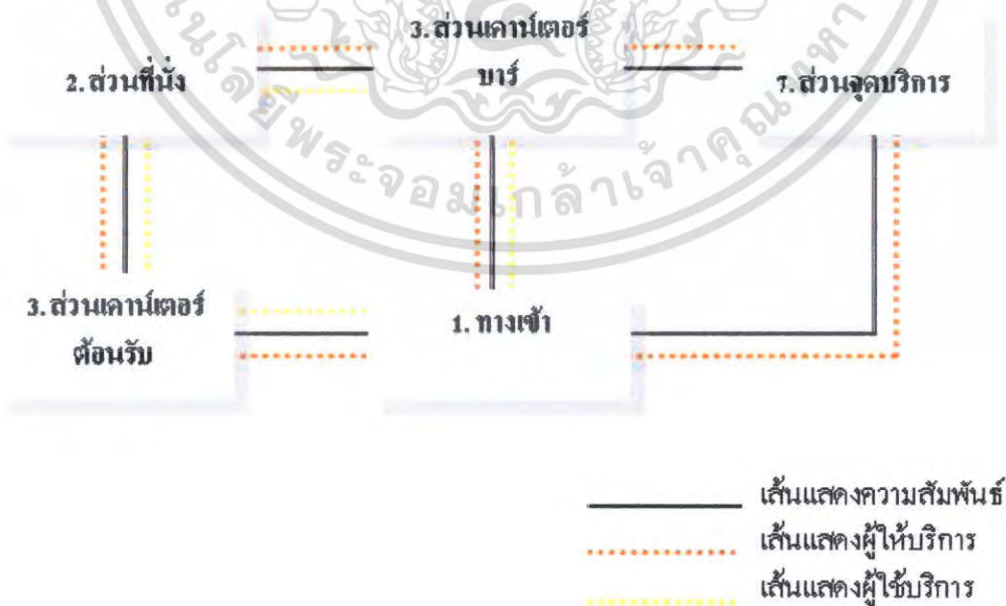 3. ส่วนเคาน์เตอร์
บาร์
2. ส่วนที่นั่ง
7. ส่วนจุดบริการ
3. ส่วนเคาน์เตอร์
ต้อนรับ
1. ทางเข้า
เส้นแสดงความสัมพันธ์
เส้นแสดงผู้ให้บริการ
เส้นแสดงผู้ใช้บริการ